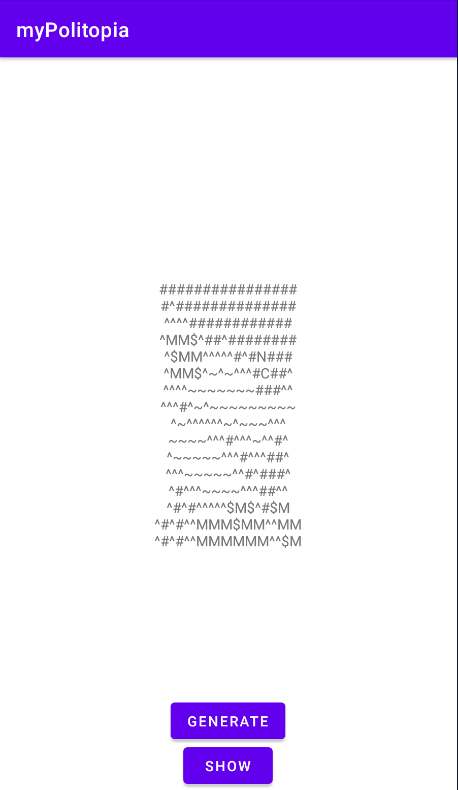 myPolitopia
################
#^##############
^^^^############
^MM$^##^########
^$MM^^^^^#^#N###
^MM$^~^~^^^#C##^
^^^^~~~~~~~###^^
^^^#^~^~~~~~~~~~
^~^^^^^^~^~~~^^^
~~~~^^^#^^^~^^#^
^~~~~~^^^#^^^##^
^^^~~~~~^^#^###^
^#^^^~~~~^^^##^^
^#^#^^^^^$M$^#$M
^#^#^^MMM$MM^^MM
^#^#^^MMMMMM^^$M
GENERATE
SHOW